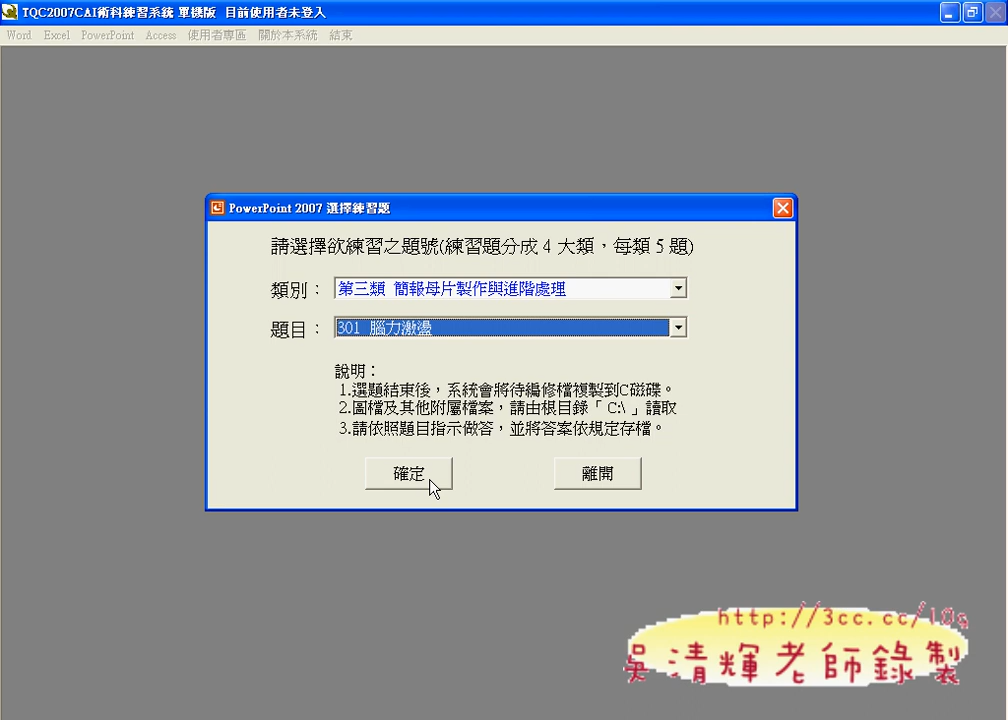 TQC2007CAI術科練習系統 單機版 目前使用者未登入
Word Excel PowerPoint Access 使用者專區 關於本系統 結束
PowerPoint 2007 選擇練習題
請選擇欲練習之題號(練習題分成 4 大類，每類 5 題)
類別： 第三類 簡報母片製作與進階處理
題目： 301 腦力激盪
說明：
1.選題結束後，系統會將待編修檔複製到C磁碟。
2.圖檔及其他附屬檔案，請由根目錄「 C:\ 」讀取
3.請依照題目指示做答，並將答案依規定存檔。
確定 離開
http://3cc.cc/10q
吳清輝老師錄製